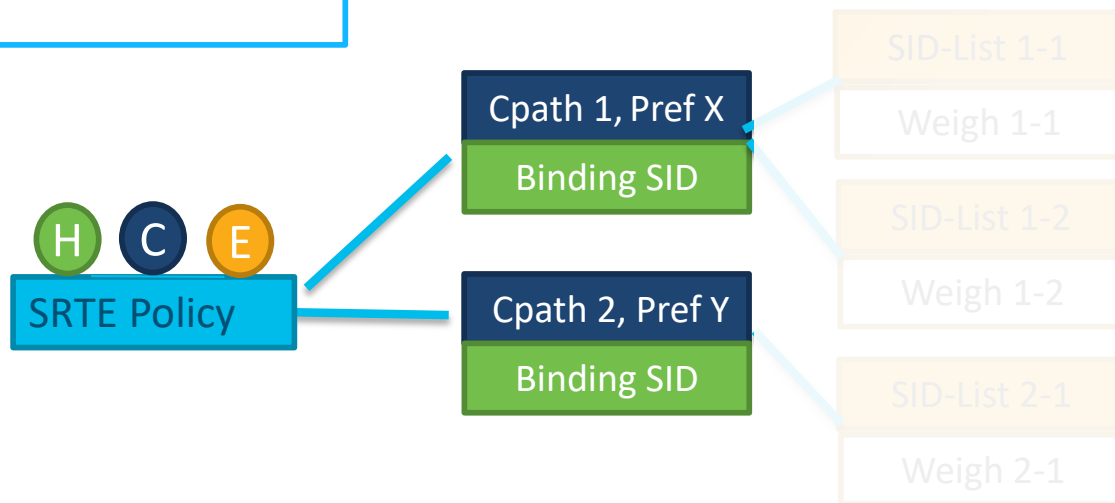 H C E
SRTE Policy
Cpath 1, Pref X
Binding SID
Cpath 2, Pref Y
Binding SID
SID-List 1-1
Weigh 1-1
SID-List 1-2
Weigh 1-2
SID-List 2-1
Weigh 2-1